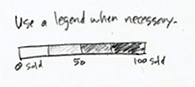 Use a legend when necessary.
0 sold 50 100 sold